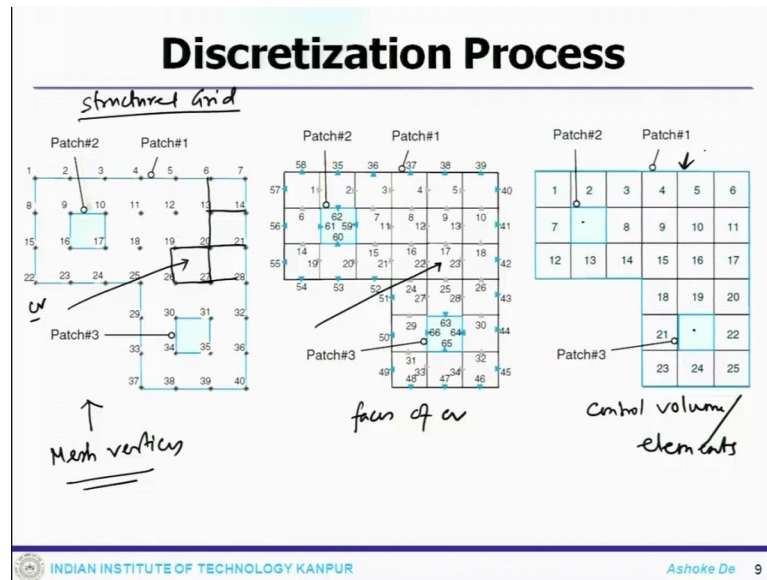 Discretization Process
structured Grid
Patch#2 Patch#1
1 2 3 4 5 6 7
8 9 10 11 12 13 14
15 16 17 18 19 20 21
22 23 24 25 26 27 28
cv
29 30 31 32
Patch#3
33 34 35 36
37 38 39 40
Mesh vertices
Patch#2 Patch#1
58 35 36 37 38 39
57 1 2 3 4 5 40
6 62 7 8 9 10
56 61 59 11 12 13 41
60
14 15 16 17 18
55 19 20 21 22 23 42
54 53 52 24 25 26
51 27 28 43
29 63 30
50 66 64 44
Patch#3
65
31 32
49 33 34 45
48 47 46
faces of cv
Patch#2 Patch#1
1 2 3 4 5 6
7 8 9 10 11
12 13 14 15 16 17
18 19 20
21 22
Patch#3
23 24 25
Control volume/
elements
INDIAN INSTITUTE OF TECHNOLOGY KANPUR
Ashoke De 9